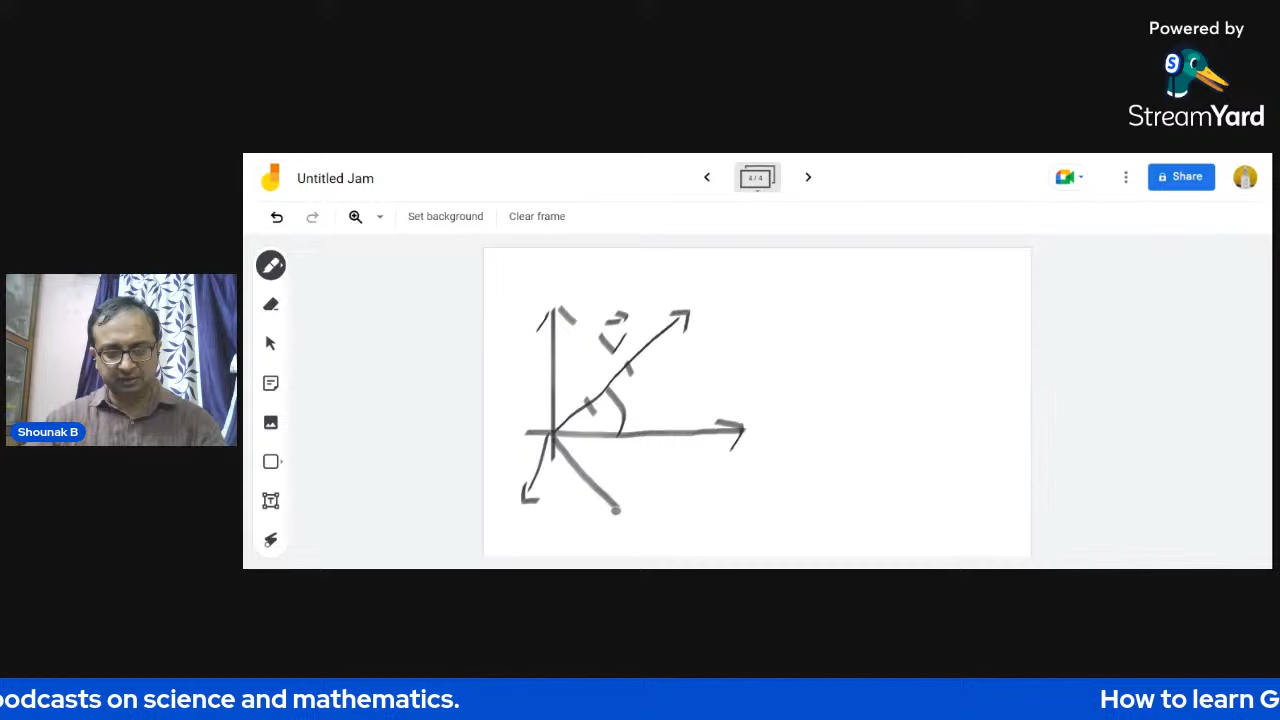 Powered by
StreamYard
Untitled Jam
4 / 4
Share
Set background
Clear frame
Shounak B
podcasts on science and mathematics.
How to learn G